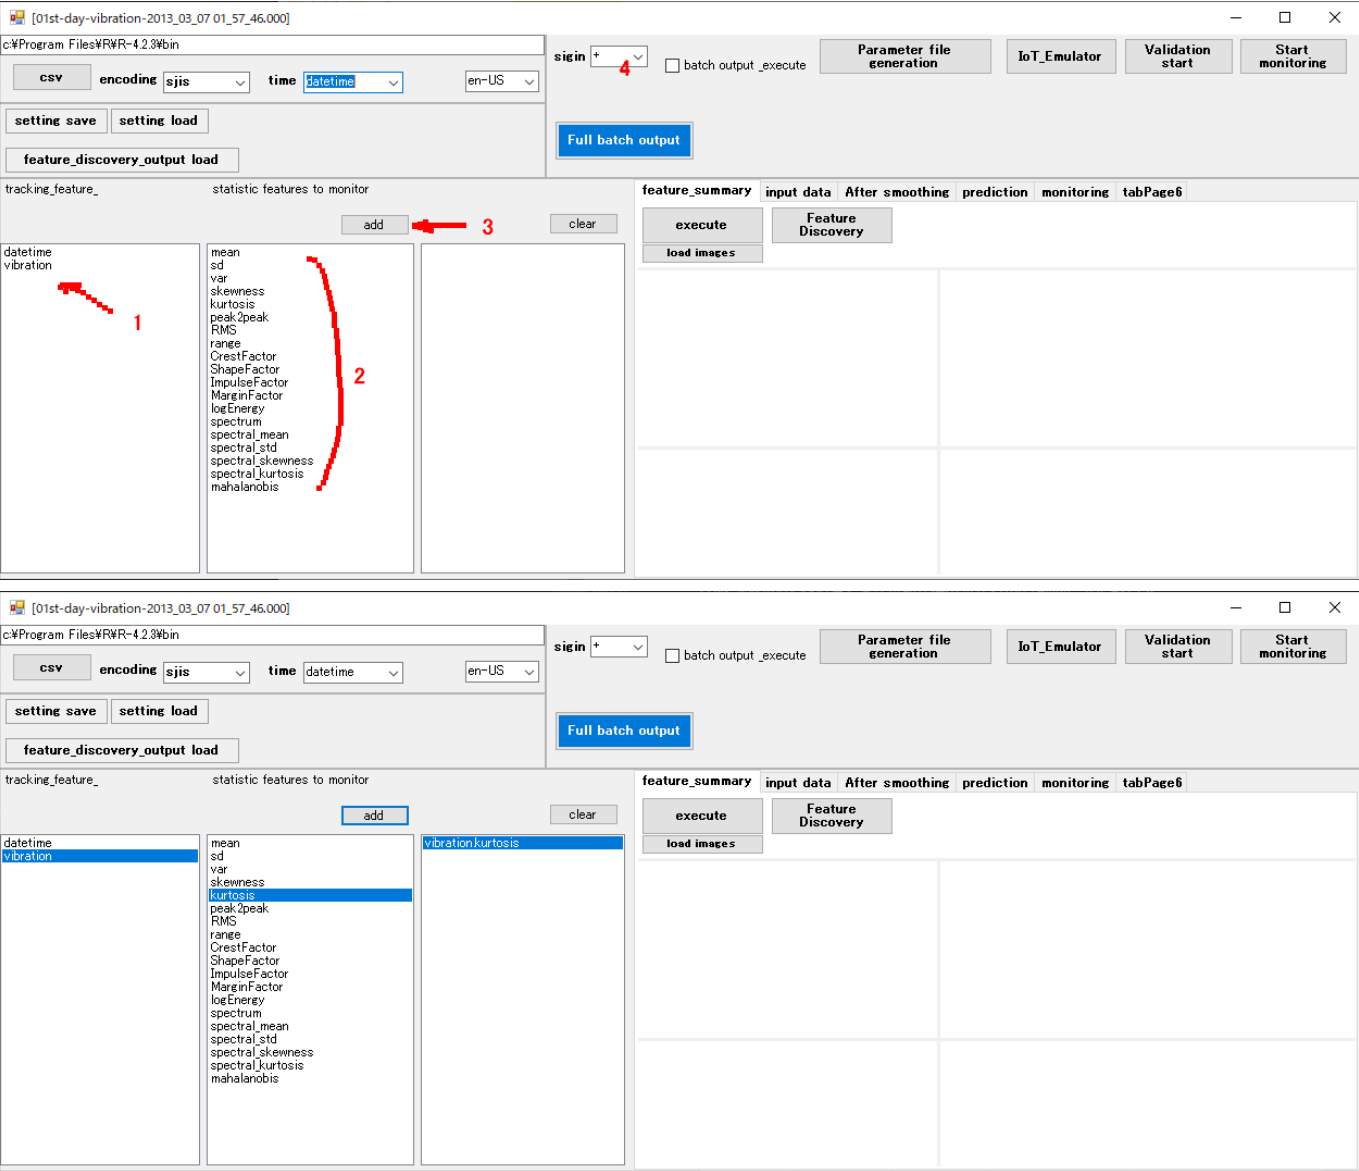 [01st-day-vibration-2013_03_07 01_57_46.000]
c:¥Program Files¥R¥R-4.2.3¥bin
csv encoding sjis time datetime en-US
sigin + 4 batch output _execute
Parameter file
generation
IoT_Emulator
Validation
start
Start
monitoring
setting save setting load
Full batch output
feature_discovery_output load
tracking_feature_ statistic features to monitor
add 3 clear
datetime
vibration
1
mean
sd
var
skewness
kurtosis
peak2peak
RMS
range
CrestFactor
ShapeFactor
ImpulseFactor
MarginFactor
logEnergy
spectrum
spectral_mean
spectral_std
spectral_skewness
spectral_kurtosis
mahalanobis
2
feature_summary input data After smoothing prediction monitoring tabPage6
execute
Feature
Discovery
load images
[01st-day-vibration-2013_03_07 01_57_46.000]
c:¥Program Files¥R¥R-4.2.3¥bin
csv encoding sjis time datetime en-US
sigin + batch output _execute
Parameter file
generation
IoT_Emulator
Validation
start
Start
monitoring
setting save setting load
Full batch output
feature_discovery_output load
tracking_feature_ statistic features to monitor
add clear
datetime
vibration
mean
sd
var
skewness
kurtosis
peak2peak
RMS
range
CrestFactor
ShapeFactor
ImpulseFactor
MarginFactor
logEnergy
spectrum
spectral_mean
spectral_std
spectral_skewness
spectral_kurtosis
mahalanobis
vibration.kurtosis
feature_summary input data After smoothing prediction monitoring tabPage6
execute
Feature
Discovery
load images